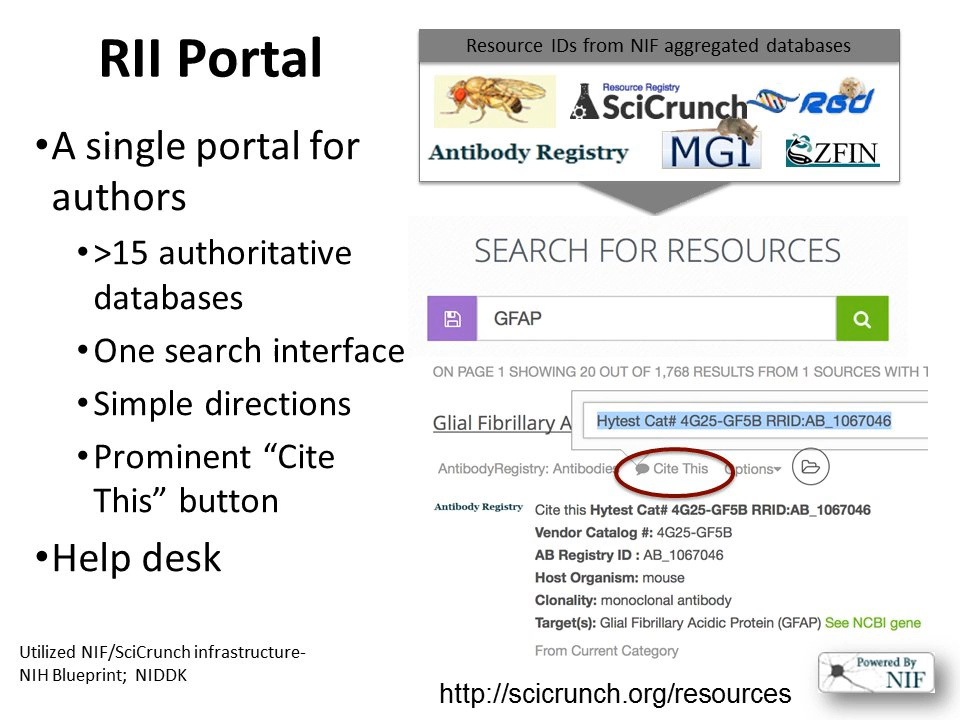 RII Portal
•A single portal for
authors
•>15 authoritative
databases
•One search interface
•Simple directions
•Prominent “Cite
This” button
•Help desk
Utilized NIF/SciCrunch infrastructure-
NIH Blueprint; NIDDK
Resource IDs from NIF aggregated databases
Resource Registry
SciCrunch
RGD
Antibody Registry
MGI
ZFIN
SEARCH FOR RESOURCES
GFAP
ON PAGE 1 SHOWING 20 OUT OF 1,768 RESULTS FROM 1 SOURCES WITH
Glial Fibrillary A
Hytest Cat# 4G25-GF5B RRID:AB_1067046
AntibodyRegistry: Antibodies Cite This Options
Antibody Registry
Cite this Hytest Cat# 4G25-GF5B RRID:AB_1067046
Vendor Catalog #: 4G25-GF5B
AB Registry ID : AB_1067046
Host Organism: mouse
Clonality: monoclonal antibody
Target(s): Glial Fibrillary Acidic Protein (GFAP) See NCBI gene
From Current Category
http://scicrunch.org/resources
Powered By
NIF